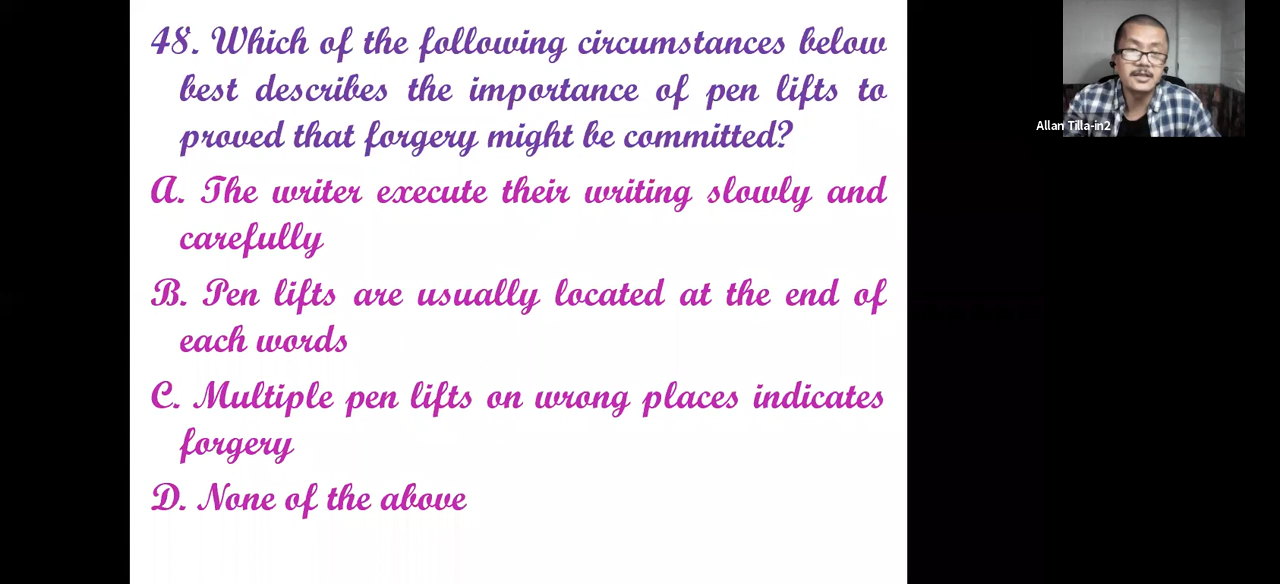 48. Which of the following circumstances below
best describes the importance of pen lifts to
proved that forgery might be committed?
A. The writer execute their writing slowly and
carefully
B. Pen lifts are usually located at the end of
each words
C. Multiple pen lifts on wrong places indicates
forgery
D. None of the above
Allan Tilla-in2